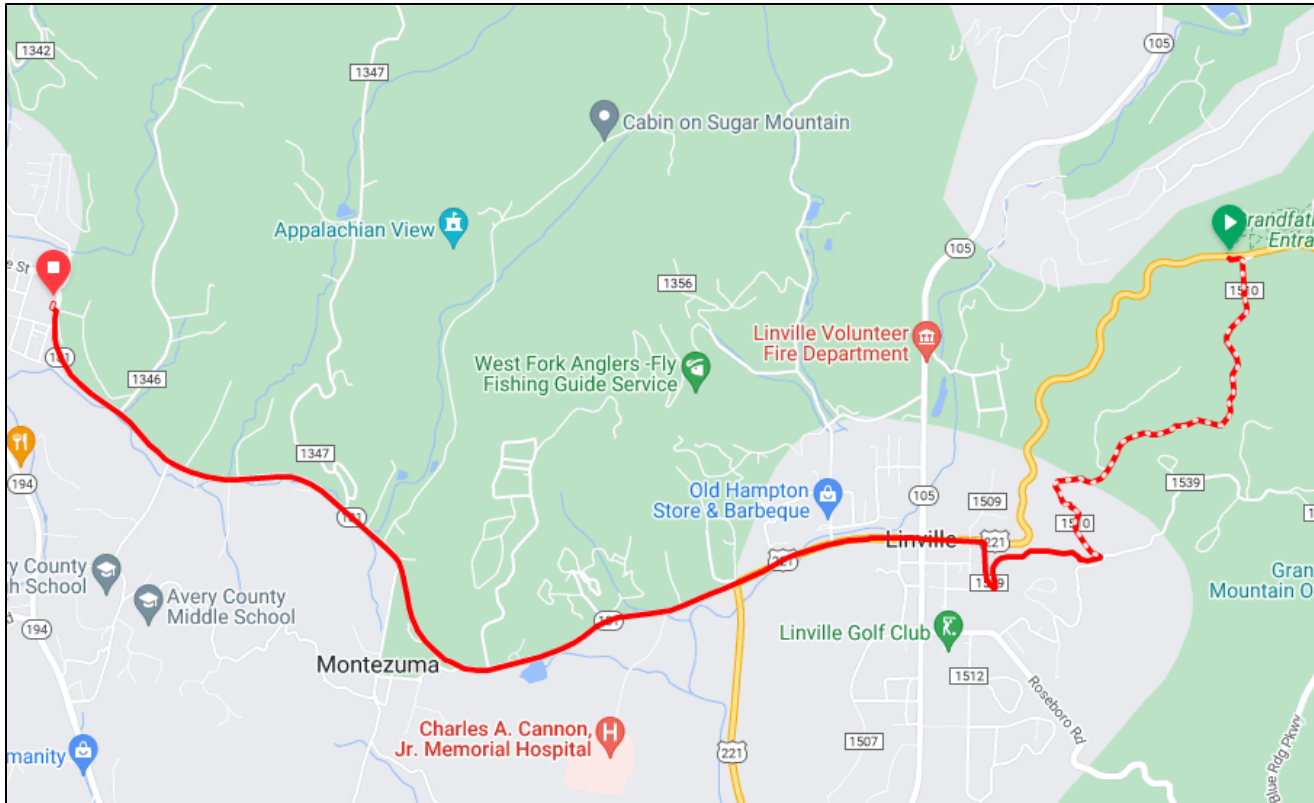 1342
1347
105
Cabin on Sugar Mountain
Appalachian View
105
1356
Entra
1510
e St
Linville Volunteer
Fire Department
181
1346
West Fork Anglers -Fly
Fishing Guide Service
1347
194
Old Hampton
Store & Barbeque
105
1509
1539
1510
Linville
221
221
ry County
h School
Avery County
Middle School
194
Gran
Mountain O
Linville Golf Club
Montezuma
1512
Roseboro Rd
Charles A. Cannon,
Jr. Memorial Hospital
H
221
1507
manity
Blue Rdg Pkwy